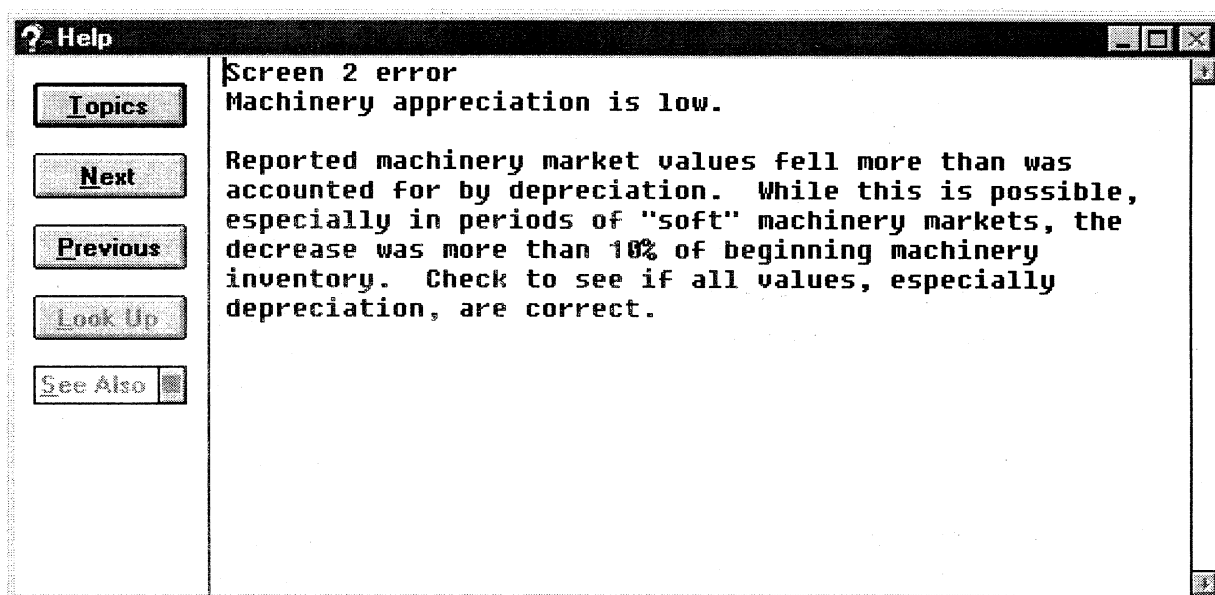 ?- Help
Topics
Next
Previous
Look Up
See Also
Screen 2 error
Machinery appreciation is low.
Reported machinery market values fell more than was
accounted for by depreciation. While this is possible,
especially in periods of "soft" machinery markets, the
decrease was more than 10% of beginning machinery
inventory. Check to see if all values, especially
depreciation, are correct.